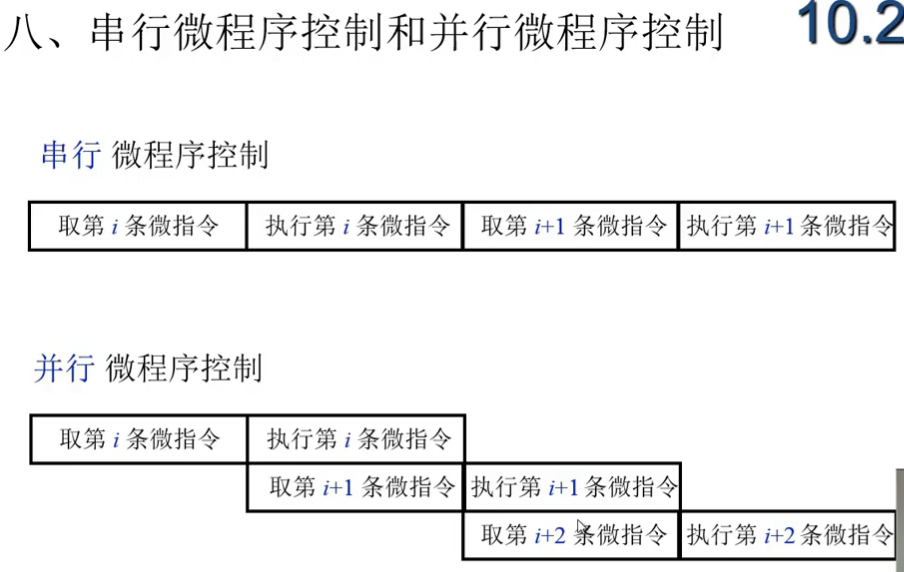 八、串行微程序控制和并行微程序控制 10.2
串行 微程序控制
取第 i 条微指令 执行第 i 条微指令 取第 i+1 条微指令 执行第 i+1 条微指令
并行 微程序控制
取第 i 条微指令 执行第 i 条微指令
取第 i+1 条微指令 执行第 i+1 条微指令
取第 i+2 条微指令 执行第 i+2 条微指令